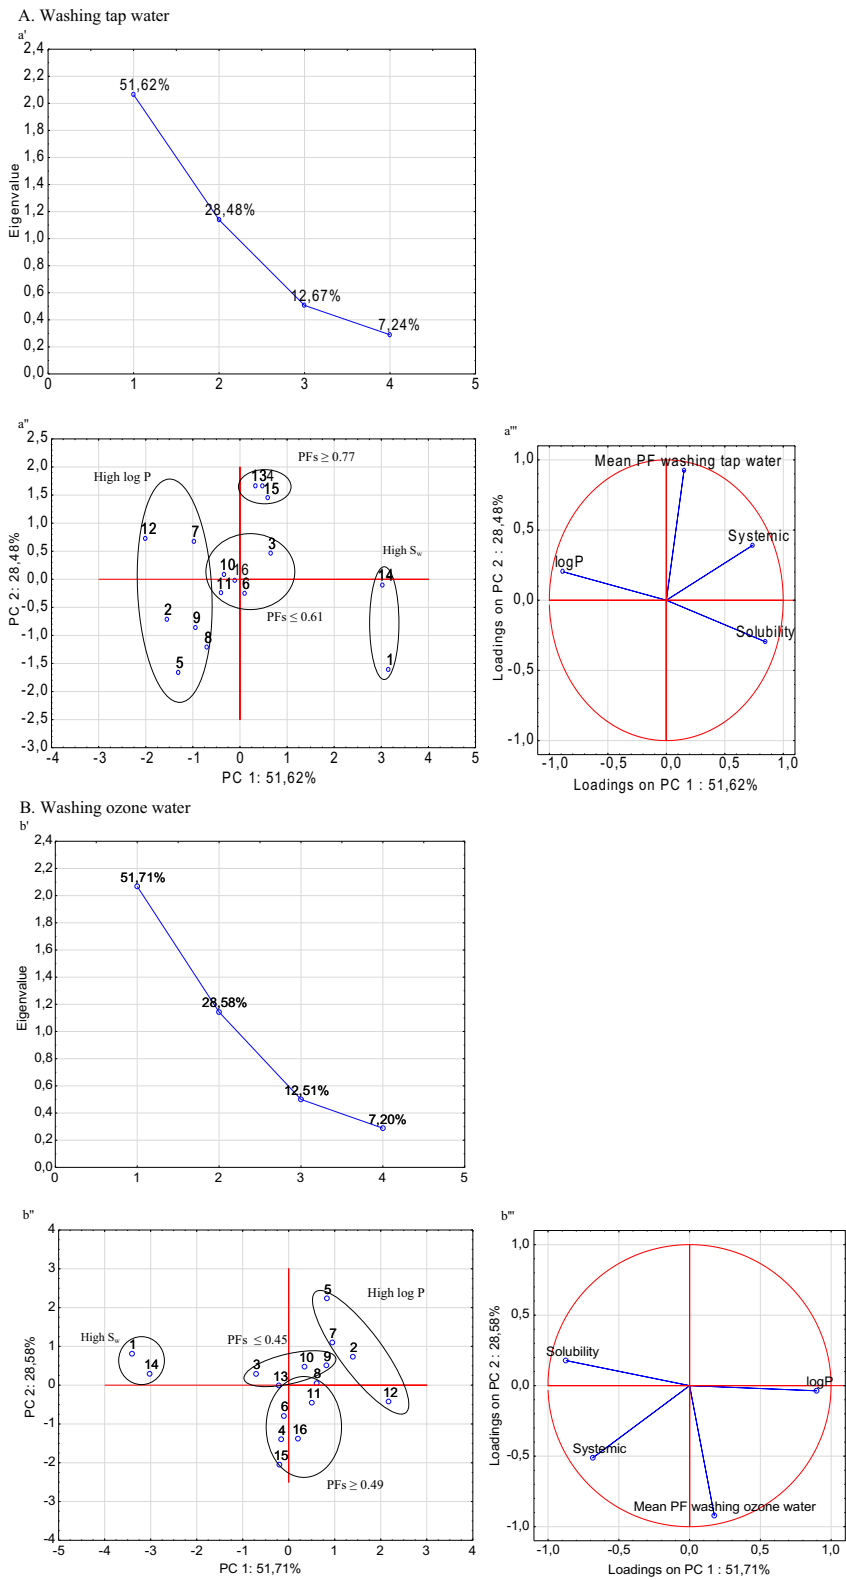 A. Washing tap water
a'
2,4
2,2
2,0
1,8
1,6
1,4
1,2
1,0
0,8
0,6
0,4
0,2
0,0
Eigenvalue
51,62%
28,48%
12,67%
7,24%
0 1 2 3 4 5
a''
2,5
2,0
1,5
1,0
0,5
0,0
-0,5
-1,0
-1,5
-2,0
-2,5
-3,0
PC 2: 28,48%
High log P
PFs ≥ 0.77
High Sw
PFs ≤ 0.61
13 4
15
12
7
3
10 16
11 6
14
2
9
8
5
1
-4 -3 -2 -1 0 1 2 3 4 5
PC 1: 51,62%
a'''
1,0
0,5
0,0
-0,5
-1,0
Loadings on PC 2 : 28,48%
Mean PF washing tap water
Systemic
logP
Solubility
-1,0 -0,5 0,0 0,5 1,0
Loadings on PC 1 : 51,62%
B. Washing ozone water
b'
2,4
2,2
2,0
1,8
1,6
1,4
1,2
1,0
0,8
0,6
0,4
0,2
0,0
Eigenvalue
51,71%
28,58%
12,51%
7,20%
0 1 2 3 4 5
b''
4
3
2
1
0
-1
-2
-3
-4
PC 2: 28,58%
5
High log P
High Sw
PFs ≤ 0.45
1
14
7
2
3
10 9
13 8
11
12
6
4 16
15
PFs ≥ 0.49
-5 -4 -3 -2 -1 0 1 2 3 4
PC 1: 51,71%
b'''
1,0
0,5
0,0
-0,5
-1,0
Loadings on PC 2 : 28,58%
Solubility
logP
Systemic
Mean PF washing ozone water
-1,0 -0,5 0,0 0,5 1,0
Loadings on PC 1 : 51,71%